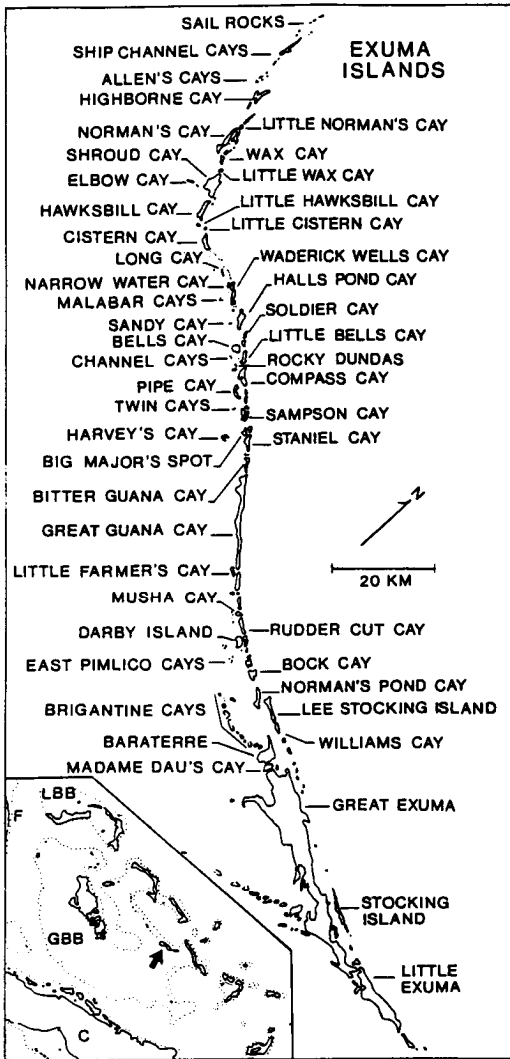 SAIL ROCKS
EXUMA
ISLANDS
SHIP CHANNEL CAYS
ALLEN'S CAYS
HIGHBORNE CAY
NORMAN'S CAY
LITTLE NORMAN'S CAY
SHROUD CAY
WAX CAY
ELBOW CAY
LITTLE WAX CAY
HAWKSBILL CAY
LITTLE HAWKSBILL CAY
LITTLE CISTERN CAY
CISTERN CAY
LONG CAY
WADERICK WELLS CAY
NARROW WATER CAY
HALLS POND CAY
MALABAR CAYS
SOLDIER CAY
SANDY CAY
BELLS CAY
LITTLE BELLS CAY
CHANNEL CAYS
ROCKY DUNDAS
PIPE CAY
COMPASS CAY
TWIN CAYS
SAMPSON CAY
HARVEY'S CAY
STANIEL CAY
BIG MAJOR'S SPOT
BITTER GUANA CAY
N
GREAT GUANA CAY
LITTLE FARMER'S CAY
20 KM
MUSHA CAY
DARBY ISLAND
RUDDER CUT CAY
EAST PIMLICO CAYS
BOCK CAY
NORMAN'S POND CAY
BRIGANTINE CAYS
LEE STOCKING ISLAND
BARATERRE
WILLIAMS CAY
MADAME DAU'S CAY
GREAT EXUMA
LBB
F
STOCKING
ISLAND
GBB
LITTLE
EXUMA
C